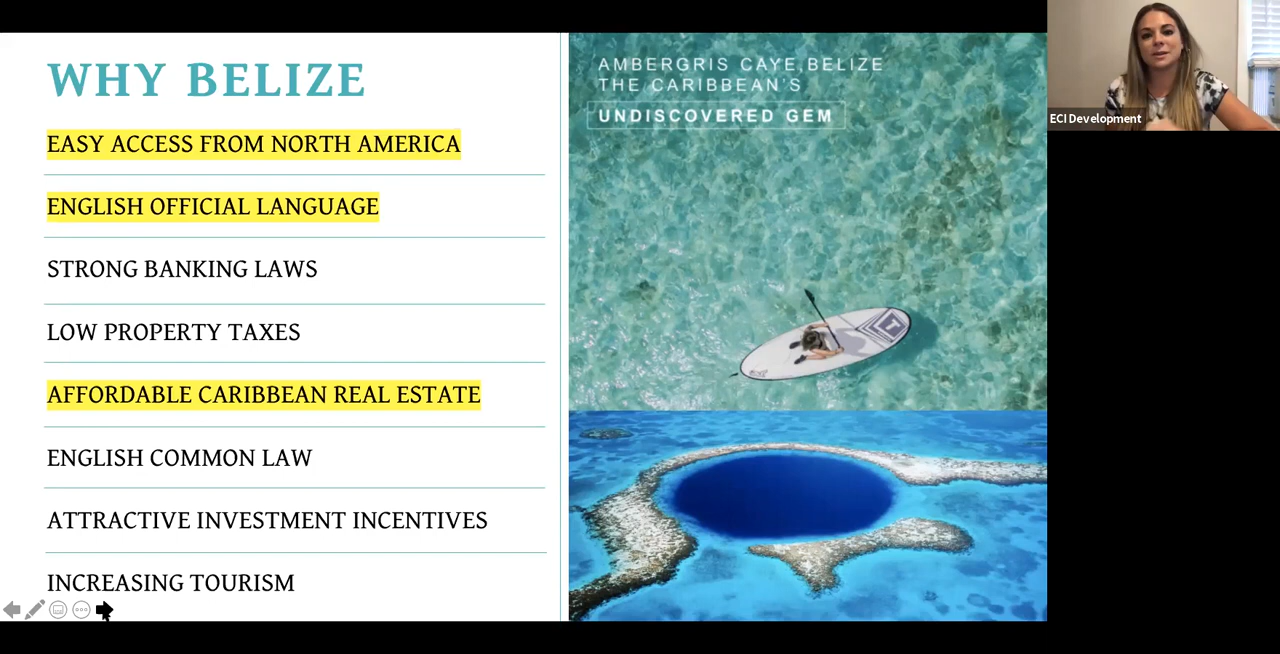 WHY BELIZE
EASY ACCESS FROM NORTH AMERICA
ENGLISH OFFICIAL LANGUAGE
STRONG BANKING LAWS
LOW PROPERTY TAXES
AFFORDABLE CARIBBEAN REAL ESTATE
ENGLISH COMMON LAW
ATTRACTIVE INVESTMENT INCENTIVES
INCREASING TOURISM
AMBERGRIS CAYE, BELIZE
THE CARIBBEAN'S
UNDISCOVERED GEM
T
ECI Development